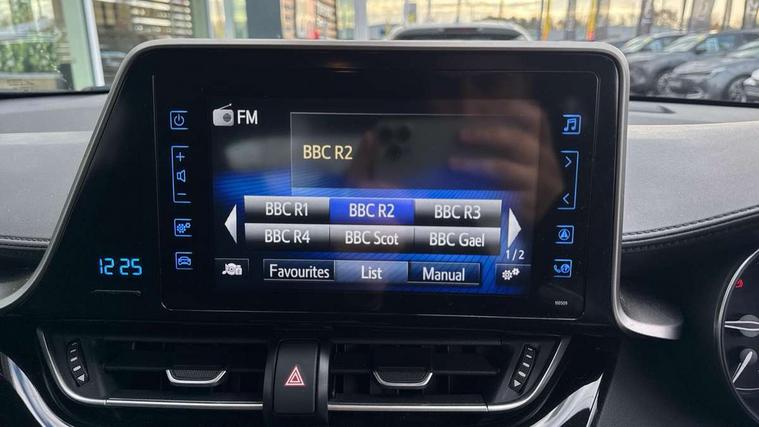 FM
BBC R2
BBC R1 BBC R2 BBC R3
BBC R4 BBC Scot BBC Gael
1/2
Favourites List Manual
12:25